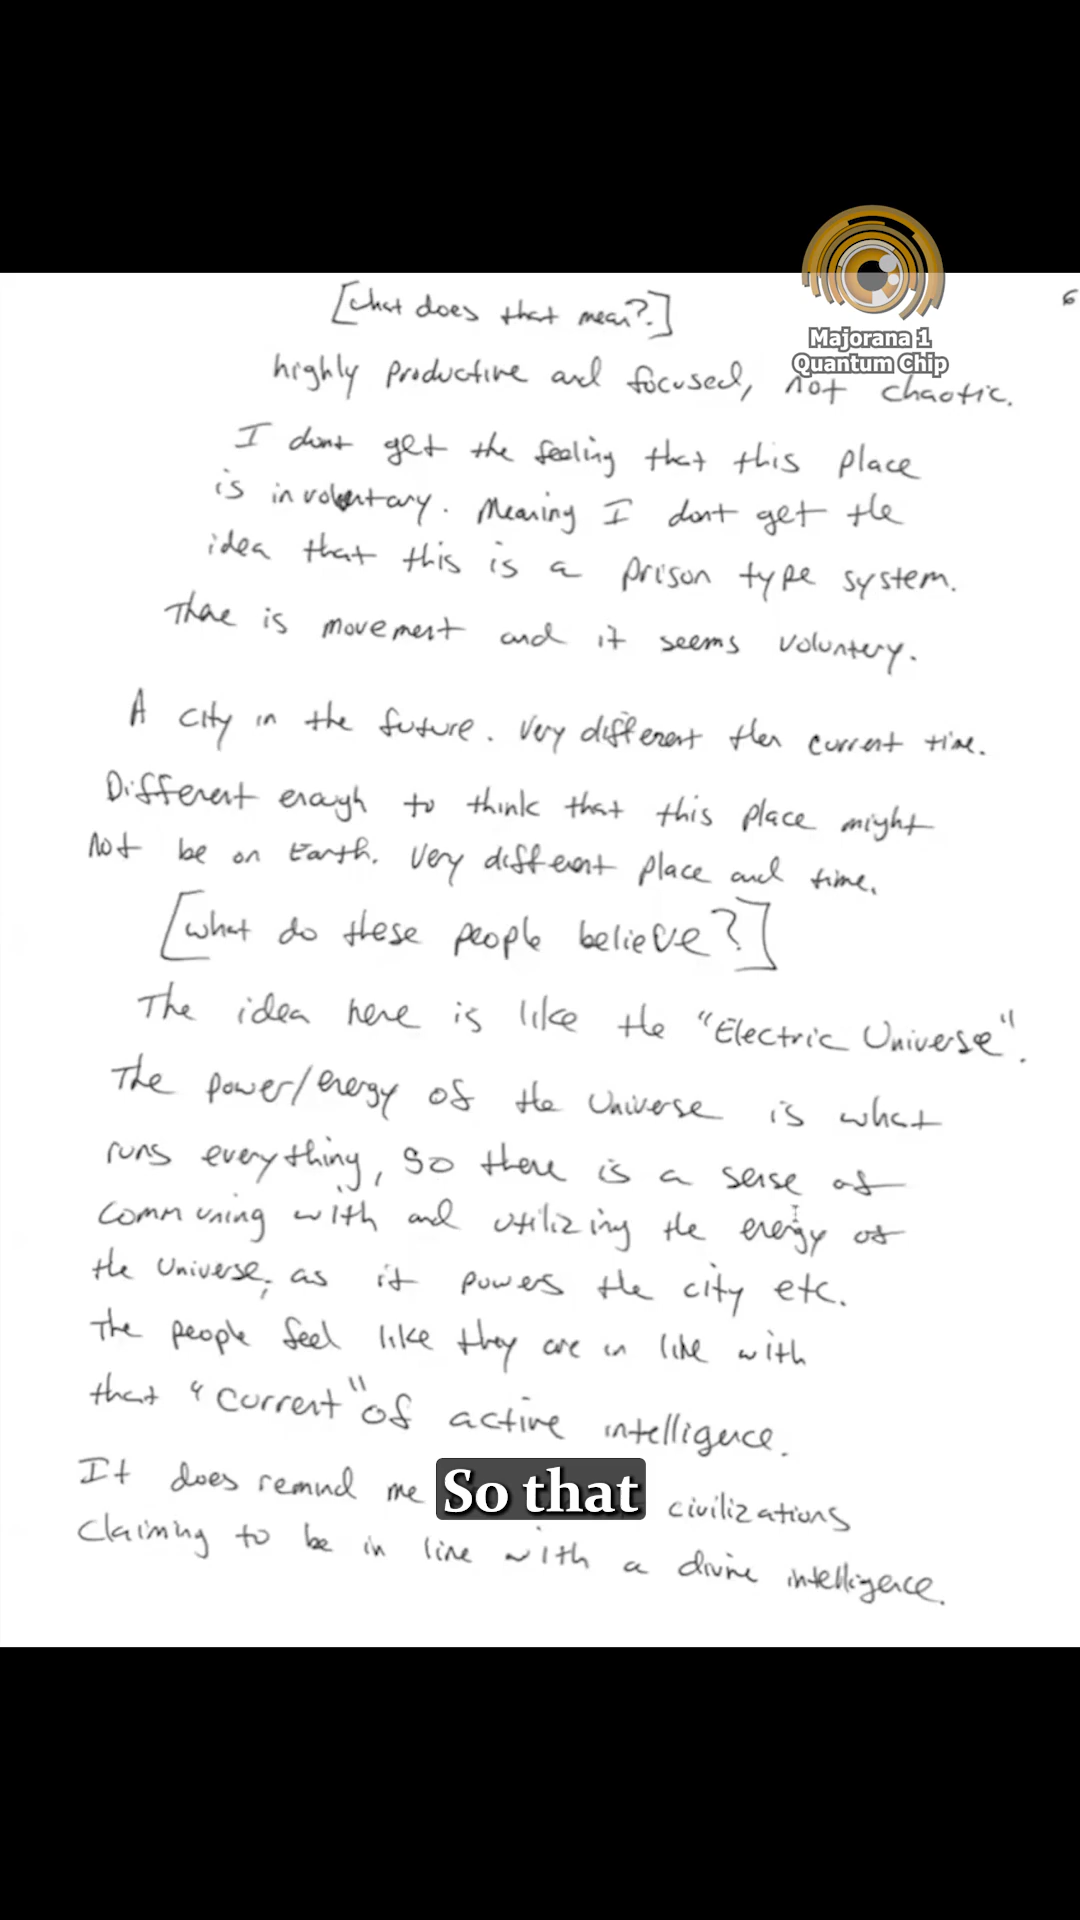 6
[what does that mean?]
Majorana 1
Quantum Chip
highly productive and focused, not chaotic.
I dont get the feeling that this place
is involuntary. Meaning I dont get the
idea that this is a prison type system.
There is movement and it seems voluntery.
A city in the future. Very different then current time.
Different enough to think that this place might
Not be on Earth. Very different place and time.
[what do these people believe?]
The idea here is like the "Electric Universe".
The power/energy of the Universe is what
runs everything, so there is a sense of
communing with and utilizing the energy of
the Universe, as it powers the city etc.
The people feel like they are in line with
that "current" of active intelligence.
It does remind me civilizations
So that
claiming to be in line with a divine intelligence.